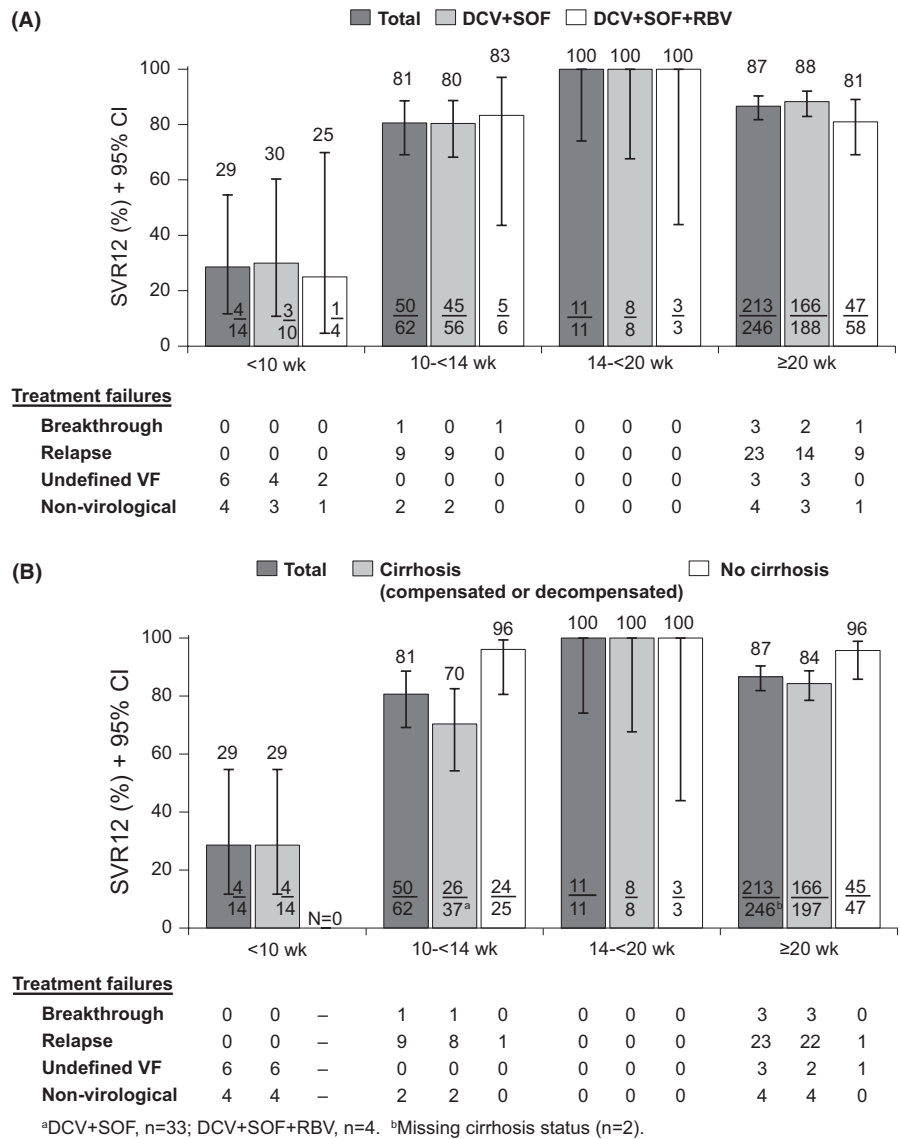 (A)
Total DCV+SOF DCV+SOF+RBV
SVR12 (%) + 95% CI
100
80
60
40
20
0
29 30 25 81 80 83 100 100 100 87 88 81
4 3 1 50 45 5 11 8 3 213 166 47
14 10 4 62 56 6 11 8 3 246 188 58
<10 wk 10-<14 wk 14-<20 wk ≥20 wk
Treatment failures
Breakthrough 0 0 0 1 0 1 0 0 0 3 2 1
Relapse 0 0 0 9 9 0 0 0 0 23 14 9
Undefined VF 6 4 2 0 0 0 0 0 0 3 3 0
Non-virological 4 3 1 2 2 0 0 0 0 4 3 1
(B)
Total Cirrhosis No cirrhosis
(compensated or decompensated)
SVR12 (%) + 95% CI
100
80
60
40
20
0
29 29 81 70 96 100 100 100 87 84 96
4 4 50 26 24 11 8 3 213 166 45
14 14 N=0 62 37a 25 11 8 3 246b 197 47
<10 wk 10-<14 wk 14-<20 wk ≥20 wk
Treatment failures
Breakthrough 0 0 – 1 1 0 0 0 0 3 3 0
Relapse 0 0 – 9 8 1 0 0 0 23 22 1
Undefined VF 6 6 – 0 0 0 0 0 0 3 2 1
Non-virological 4 4 – 2 2 0 0 0 0 4 4 0
aDCV+SOF, n=33; DCV+SOF+RBV, n=4. bMissing cirrhosis status (n=2).